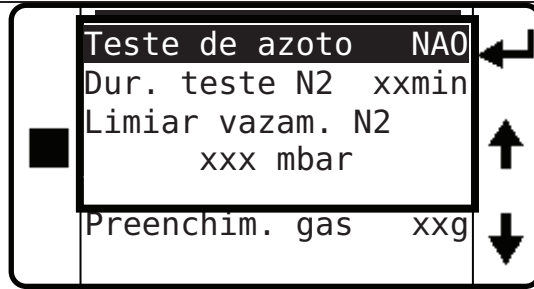 Teste de azoto NAO
Dur. teste N2 xxmin
Limiar vazam. N2
xxx mbar
Preenchim. gas xxg